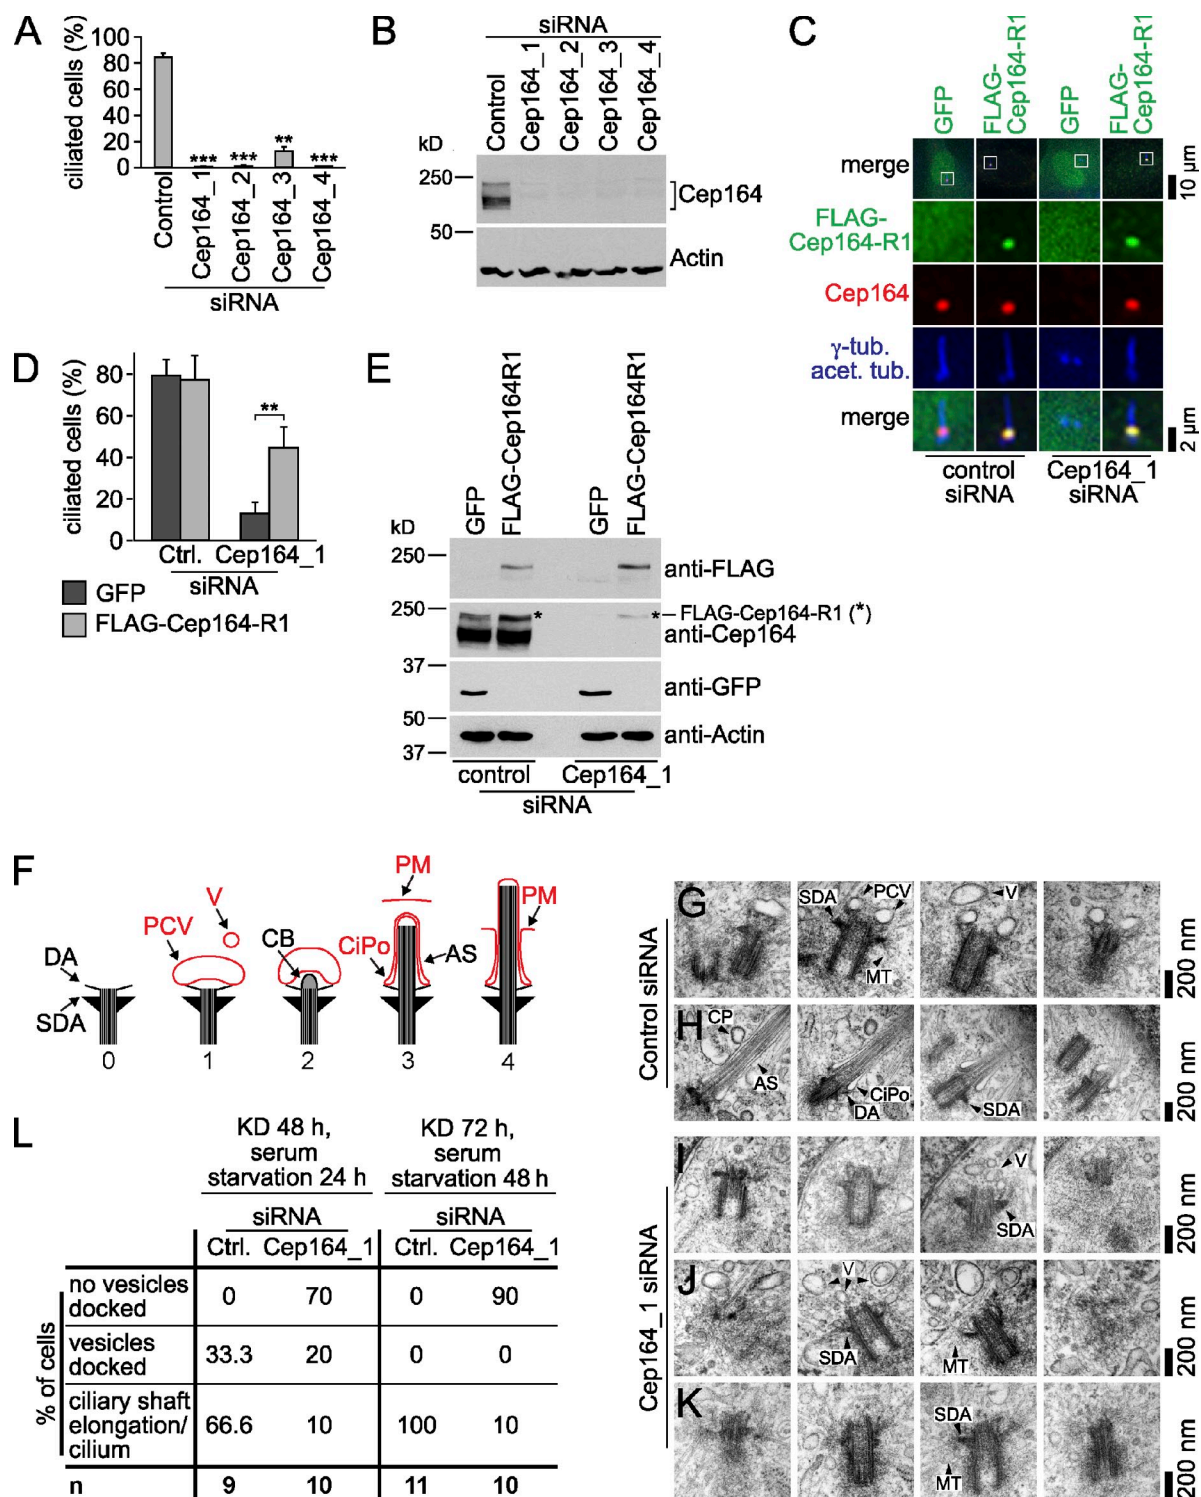 A
ciliated cells (%)
100
80
60
40
20
0
***
***
**
***
Control
Cep164_1
Cep164_2
Cep164_3
Cep164_4
siRNA
B
siRNA
Control
Cep164_1
Cep164_2
Cep164_3
Cep164_4
kD
250
50
Cep164
Actin
C
GFP
FLAG-
Cep164-R1
GFP
FLAG-
Cep164-R1
merge
FLAG-
Cep164-R1
Cep164
γ-tub.
acet. tub.
merge
10 µm
2 µm
control
siRNA
Cep164_1
siRNA
D
ciliated cells (%)
80
60
40
20
0
**
Ctrl. Cep164_1
siRNA
GFP
FLAG-Cep164-R1
E
GFP
FLAG-Cep164R1
GFP
FLAG-Cep164R1
kD
250
anti-FLAG
250
*
*
FLAG-Cep164-R1 (*)
anti-Cep164
37
anti-GFP
50
anti-Actin
37
control
Cep164_1
siRNA
F
DA
SDA
PCV
V
CB
PM
CiPo
AS
PM
0
1
2
3
4
G
Control siRNA
SDA
PCV
MT
V
200 nm
H
CP
AS
CiPo
DA
SDA
200 nm
I
Cep164_1 siRNA
V
SDA
200 nm
J
V
SDA
MT
200 nm
K
SDA
MT
200 nm
L
KD 48 h,
serum
starvation 24 h
KD 72 h,
serum
starvation 48 h
siRNA
siRNA
Ctrl. Cep164_1
Ctrl. Cep164_1
% of cells
no vesicles
docked
0 70 0 90
vesicles
docked
33.3 20 0 0
ciliary shaft
elongation/
cilium
66.6 10 100 10
n 9 10 11 10